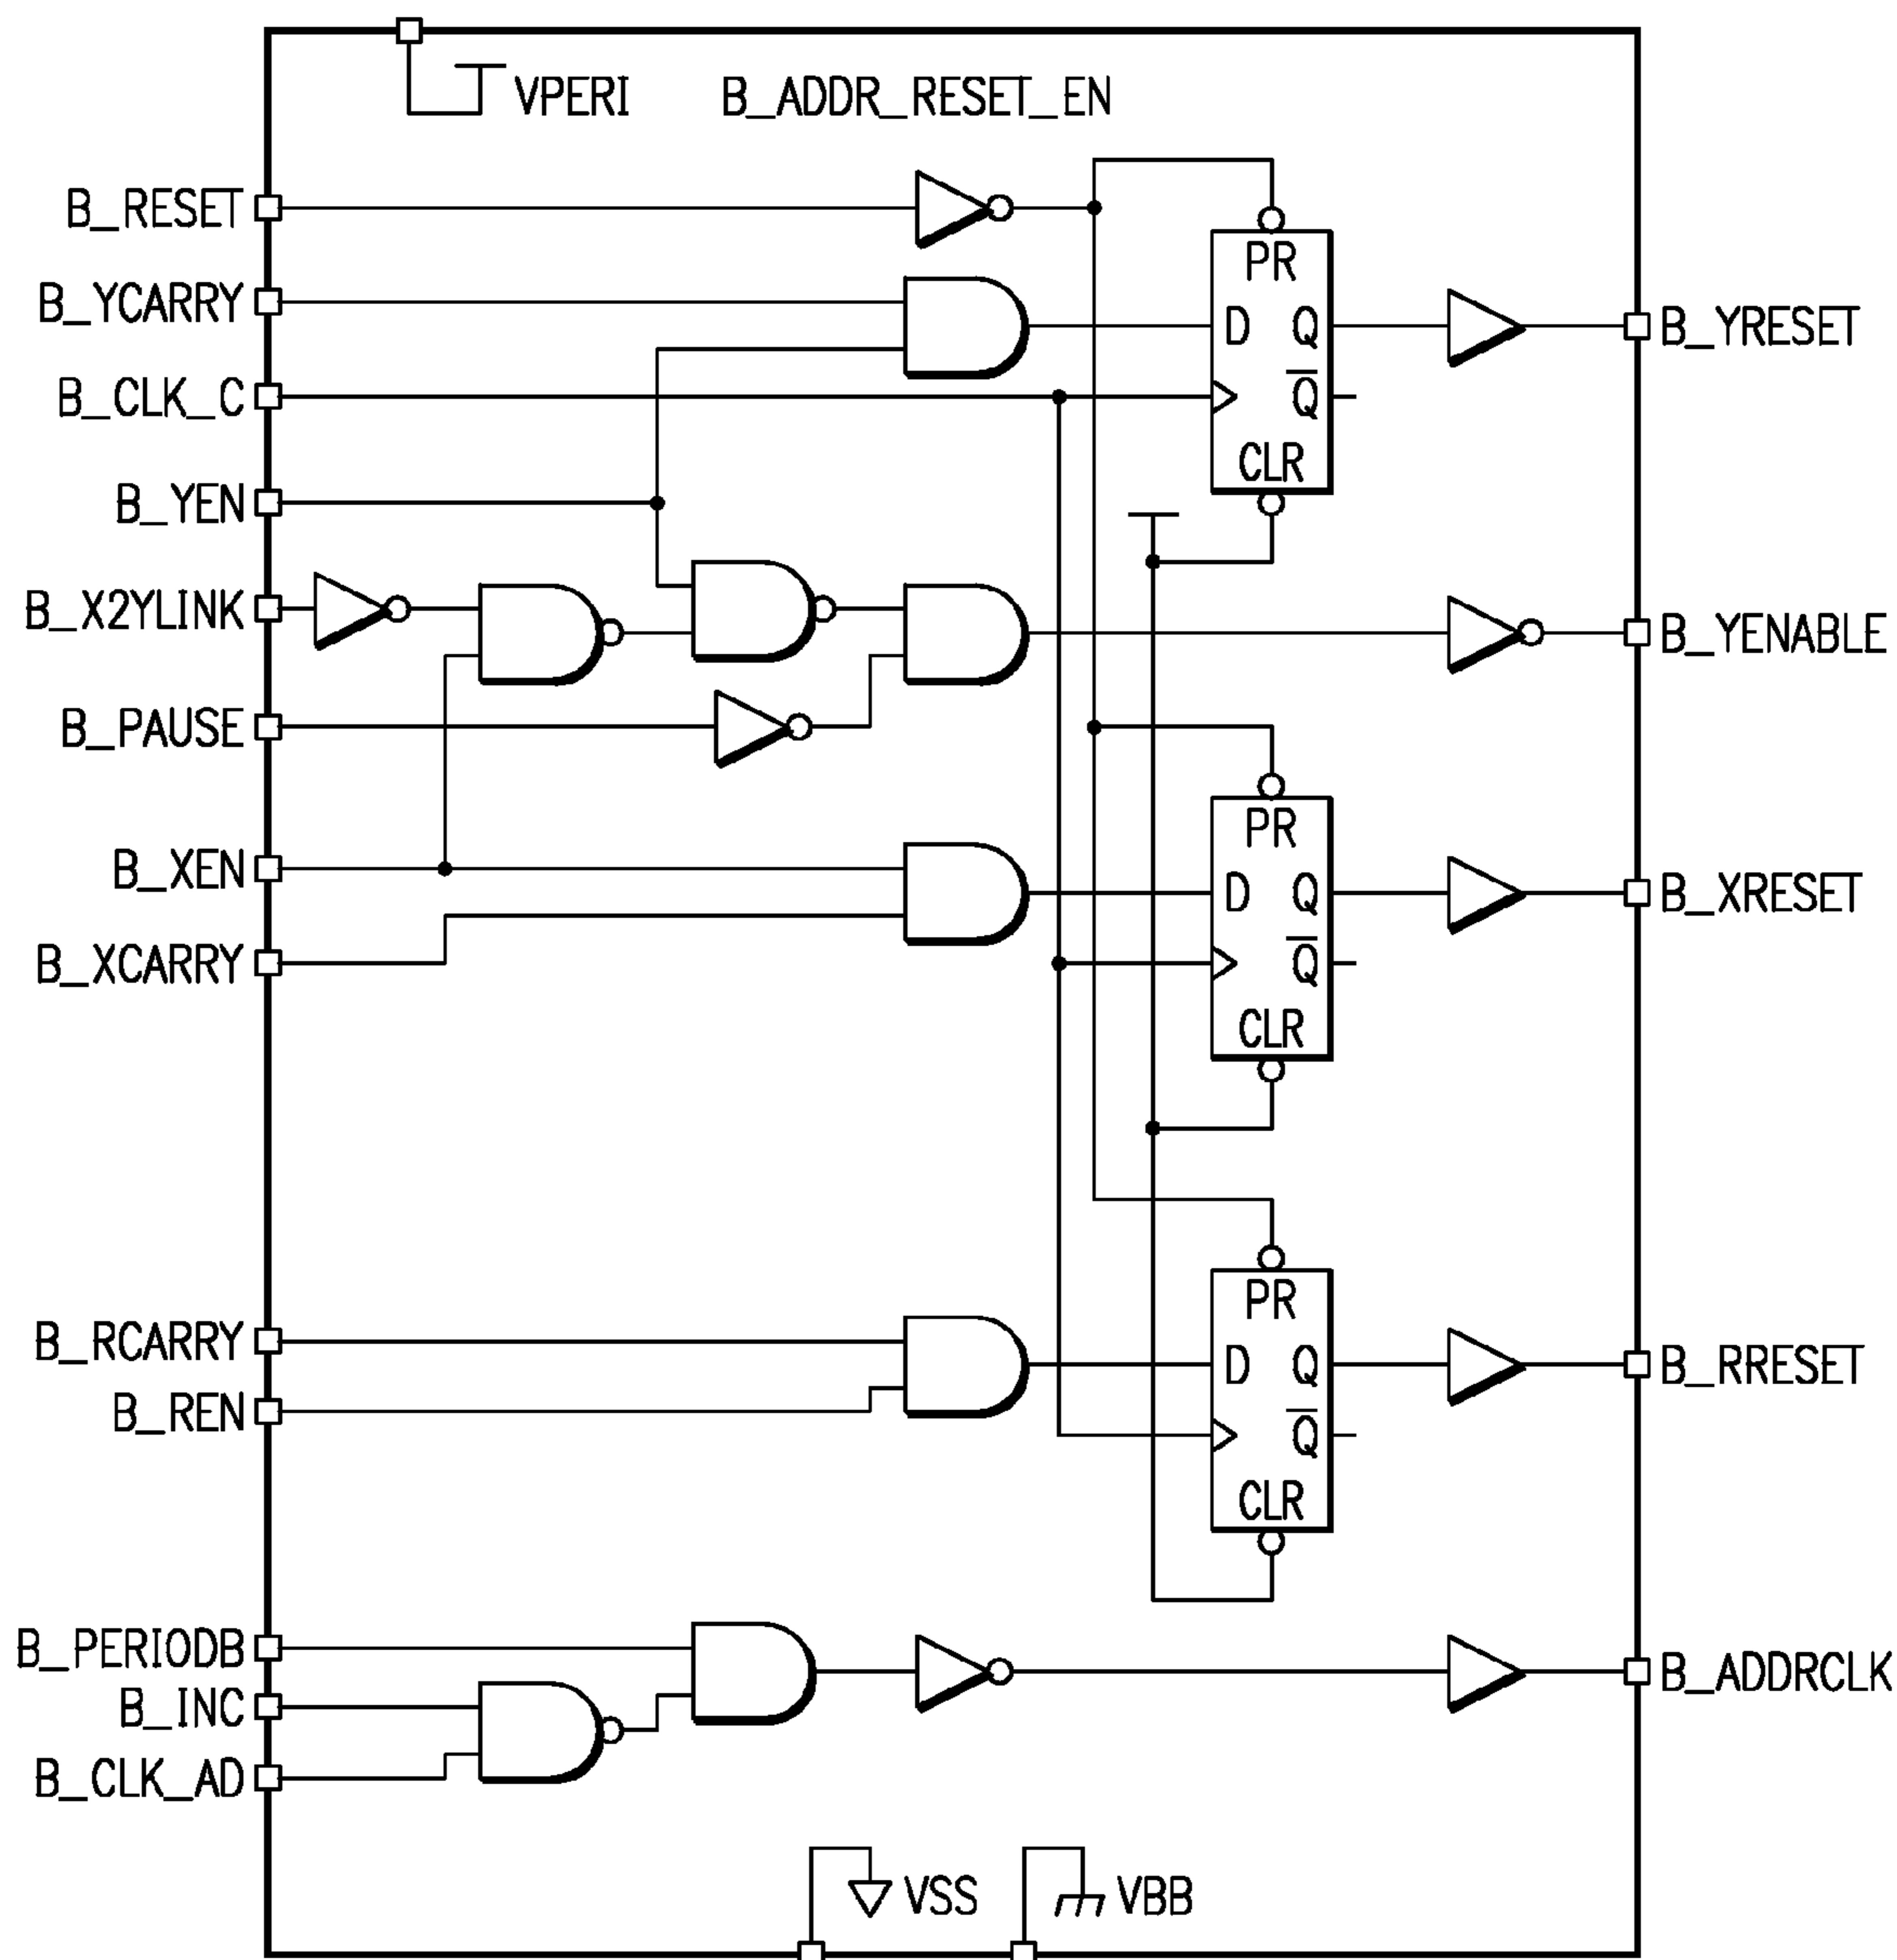 VPERI B_ADDR_RESET_EN
B_RESET
PR
B_YCARRY
D Q B_YRESET
B_CLK_C
Q
CLR
B_YEN
B_X2YLINK
B_YENABLE
B_PAUSE
PR
B_XEN
D Q B_XRESET
B_XCARRY
Q
CLR
PR
B_RCARRY
D Q B_RRESET
B_REN
Q
CLR
B_PERIODB
B_ADDRCLK
B_INC
B_CLK_AD
VSS VBB